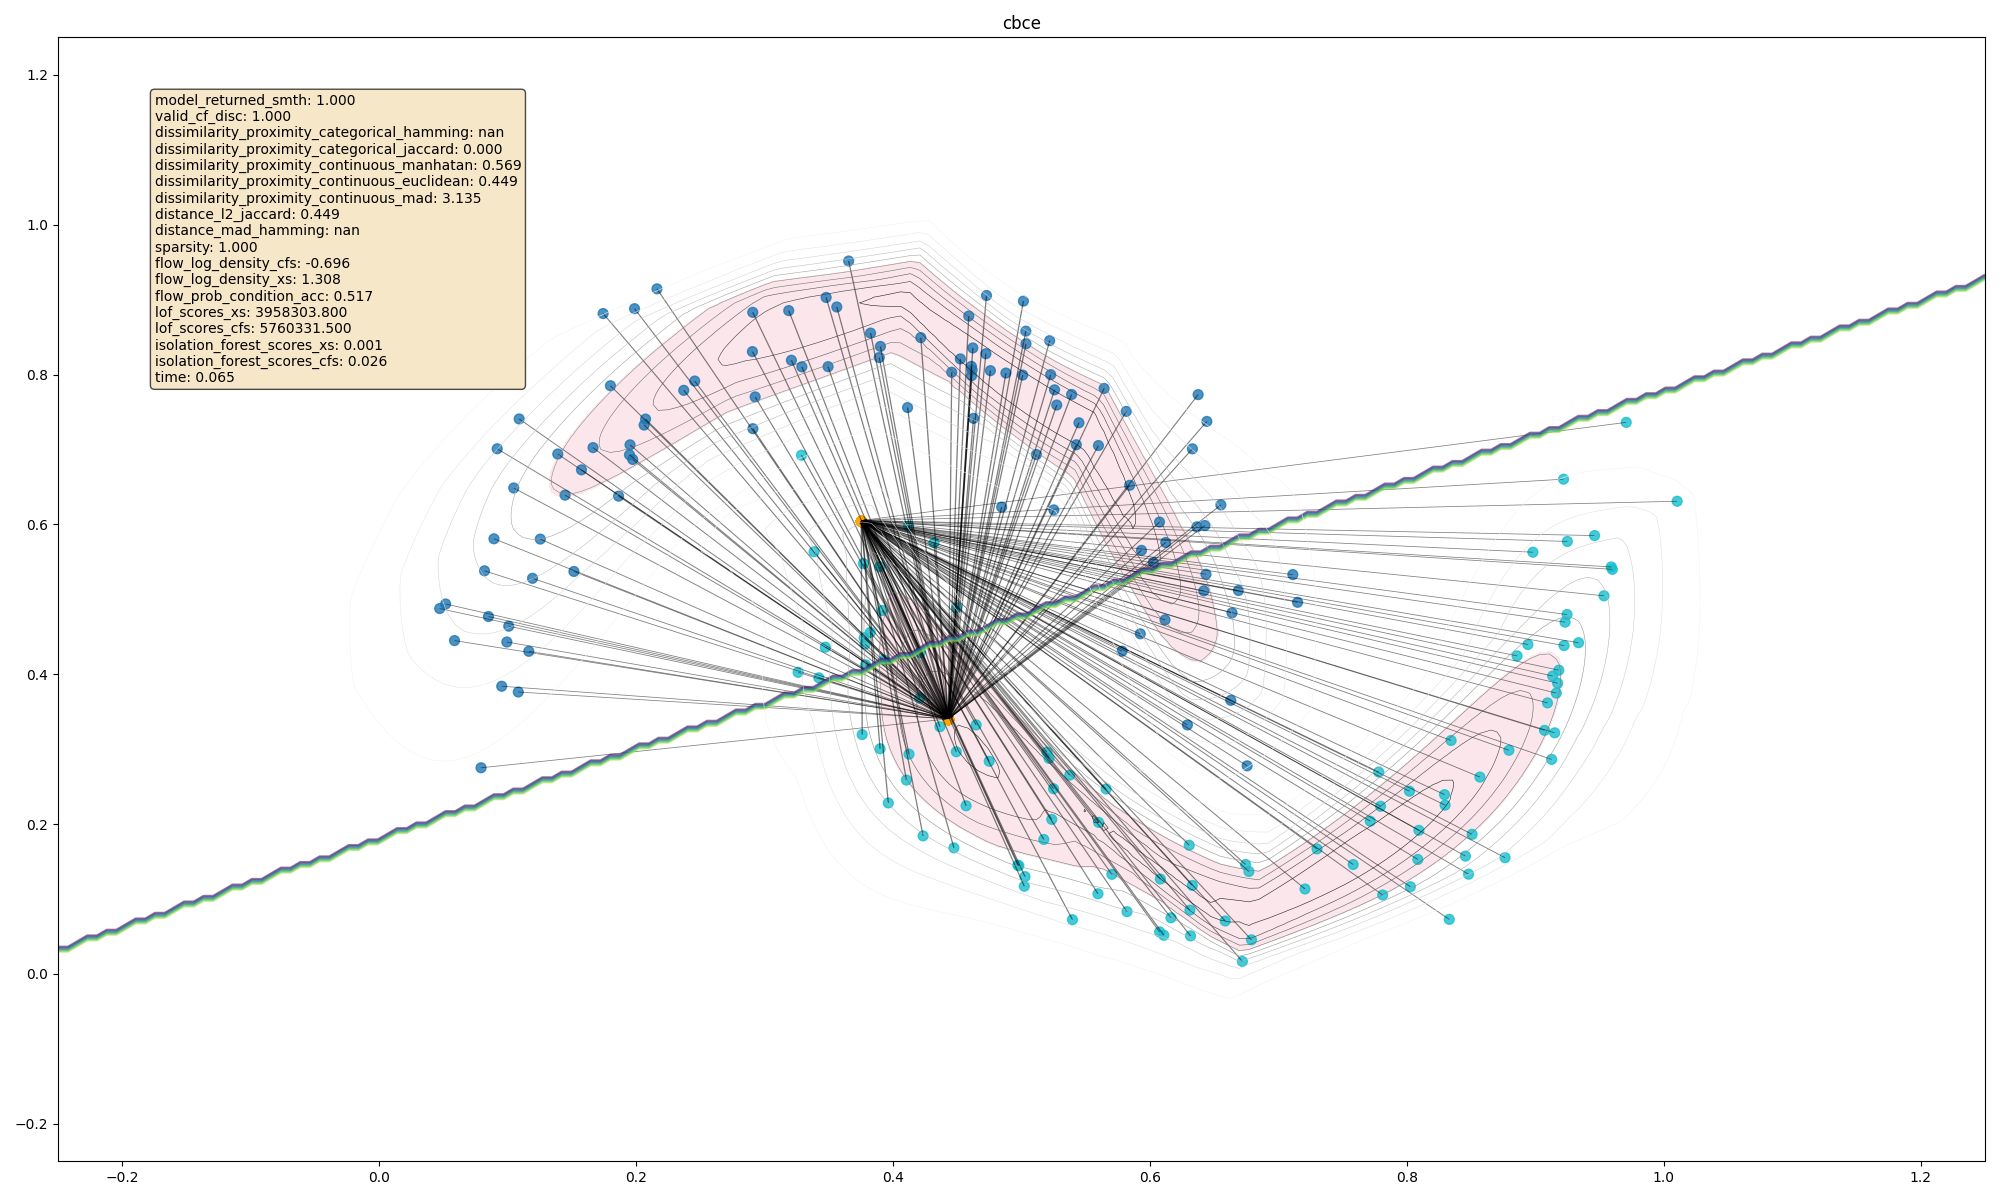 cbce
model_returned_smth: 1.000
valid_cf_disc: 1.000
dissimilarity_proximity_categorical_hamming: nan
dissimilarity_proximity_categorical_jaccard: 0.000
dissimilarity_proximity_continuous_manhatan: 0.569
dissimilarity_proximity_continuous_euclidean: 0.449
dissimilarity_proximity_continuous_mad: 3.135
distance_l2_jaccard: 0.449
distance_mad_hamming: nan
sparsity: 1.000
flow_log_density_cfs: -0.696
flow_log_density_xs: 1.308
flow_prob_condition_acc: 0.517
lof_scores_xs: 3958303.800
lof_scores_cfs: 5760331.500
isolation_forest_scores_xs: 0.001
isolation_forest_scores_cfs: 0.026
time: 0.065
1.2
1.0
0.8
0.6
0.4
0.2
0.0
−0.2
−0.2 0.0 0.2 0.4 0.6 0.8 1.0 1.2